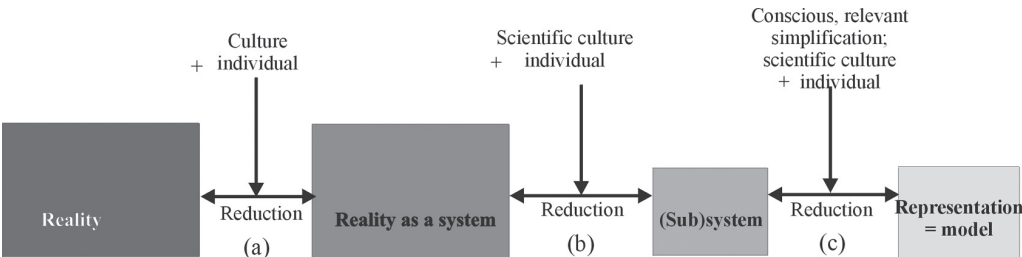 Culture
+ individual
Scientific culture
+ individual
Conscious, relevant
simplification;
scientific culture
+ individual
Reality
Reduction
(a)
Reality as a system
Reduction
(b)
(Sub)system
Reduction
(c)
Representation
= model